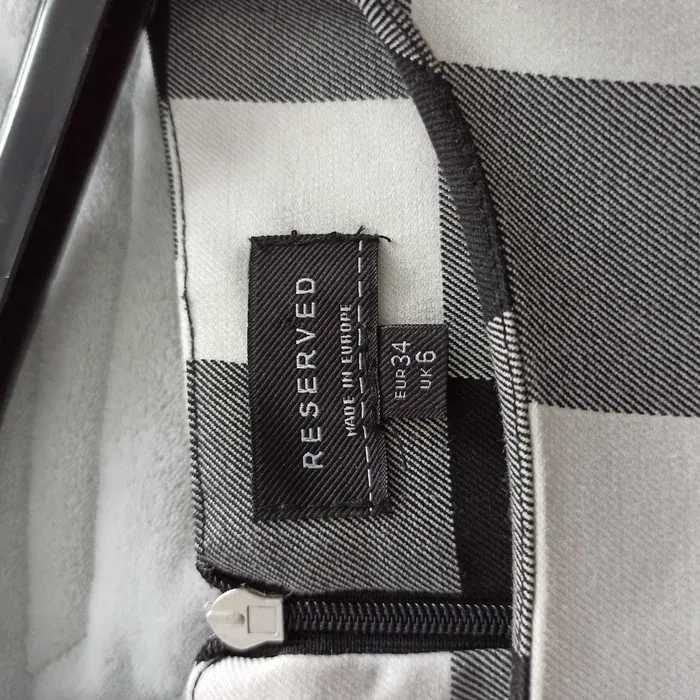 RESERVED
MADE IN EUROPE
EUR 34
UK 6